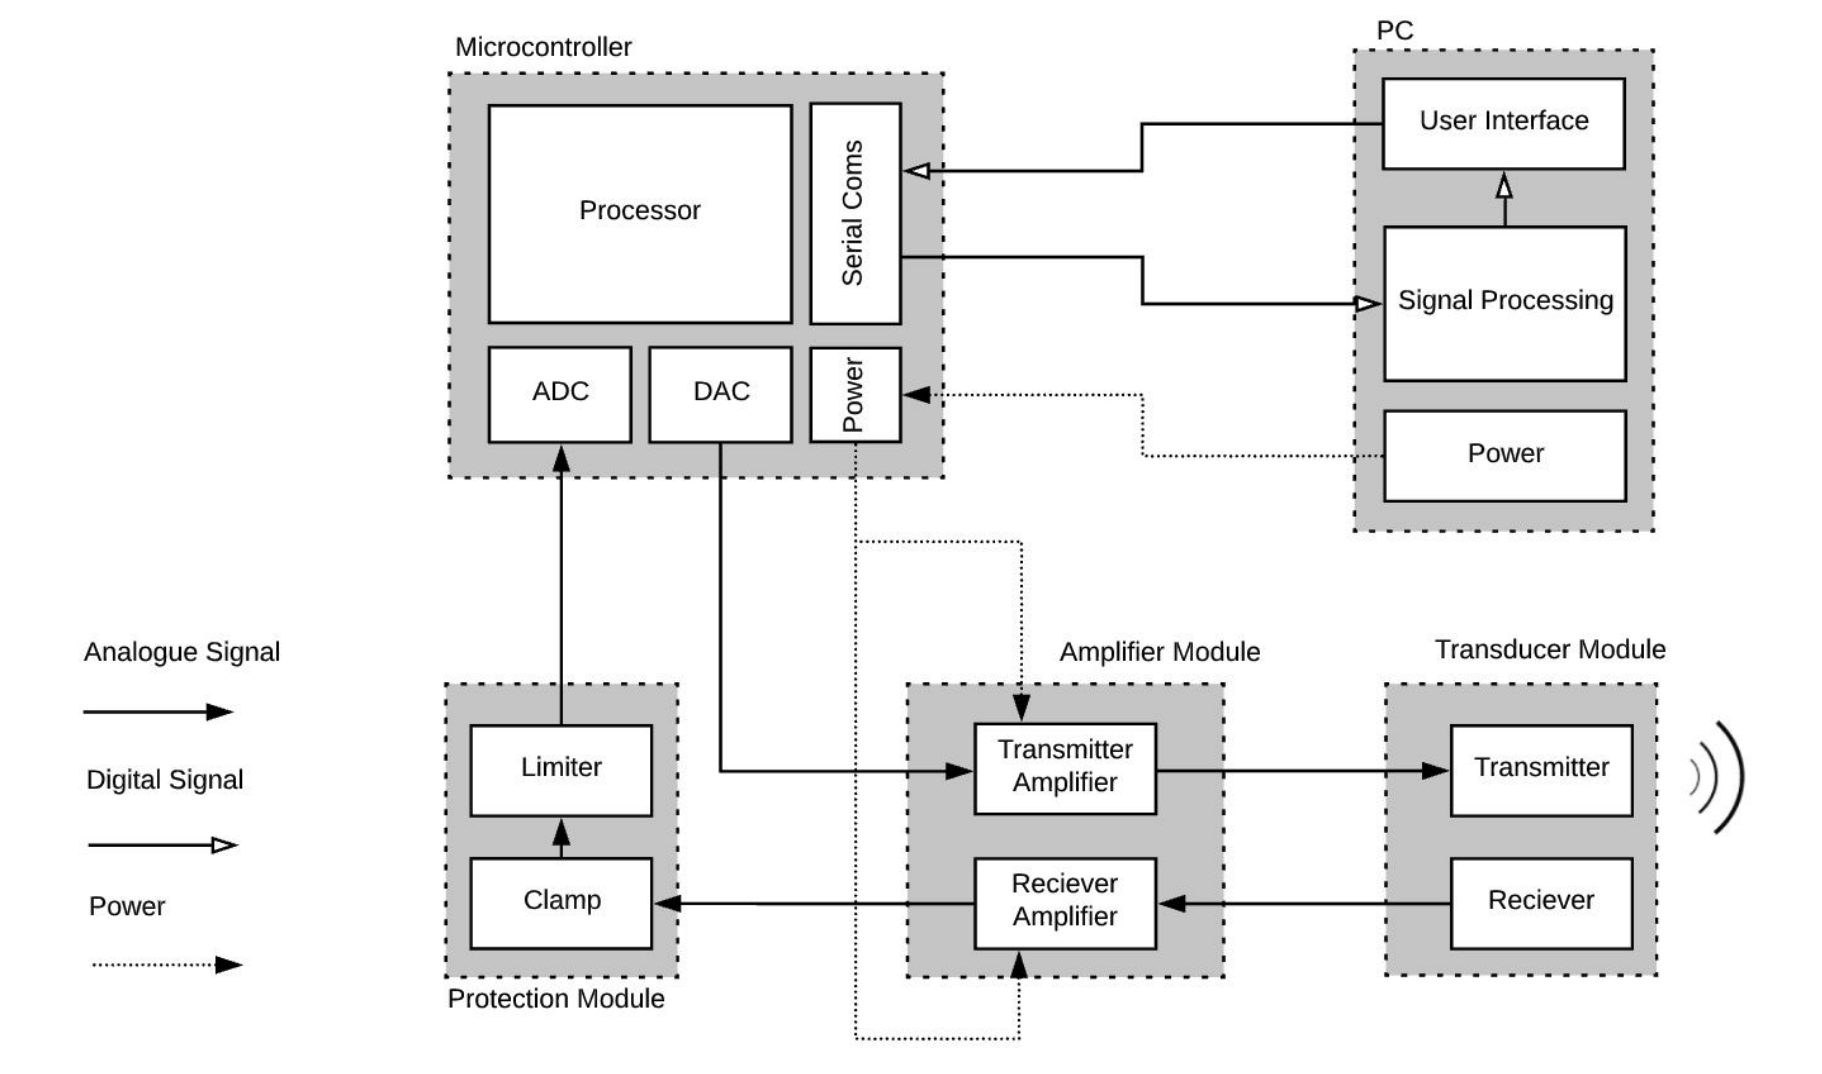 Microcontroller
Processor
Serial Coms
ADC
DAC
Power
PC
User Interface
Signal Processing
Power
Analogue Signal
Digital Signal
Power
Limiter
Clamp
Protection Module
Amplifier Module
Transmitter
Amplifier
Reciever
Amplifier
Transducer Module
Transmitter
Reciever